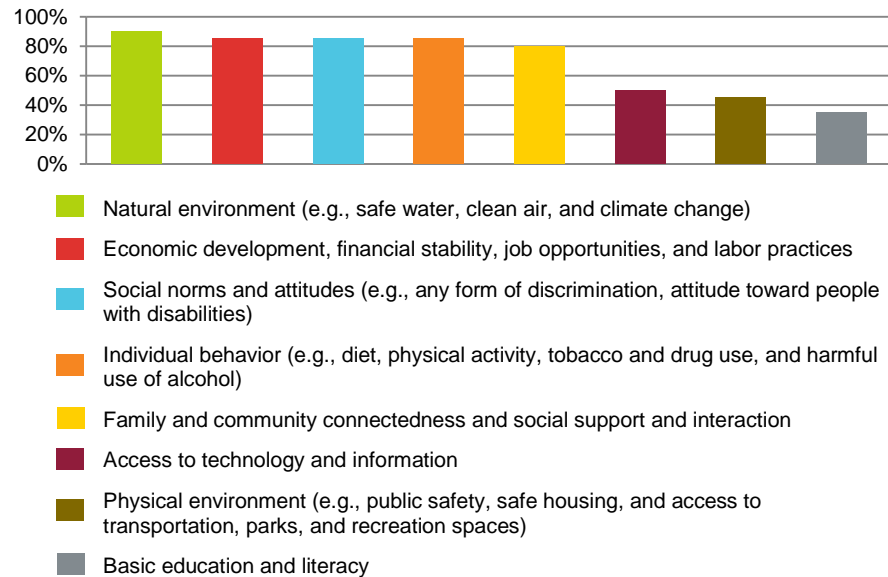 100%
80%
60%
40%
20%
0%
Natural environment (e.g., safe water, clean air, and climate change)
Economic development, financial stability, job opportunities, and labor practices
Social norms and attitudes (e.g., any form of discrimination, attitude toward people
with disabilities)
Individual behavior (e.g., diet, physical activity, tobacco and drug use, and harmful
use of alcohol)
Family and community connectedness and social support and interaction
Access to technology and information
Physical environment (e.g., public safety, safe housing, and access to
transportation, parks, and recreation spaces)
Basic education and literacy